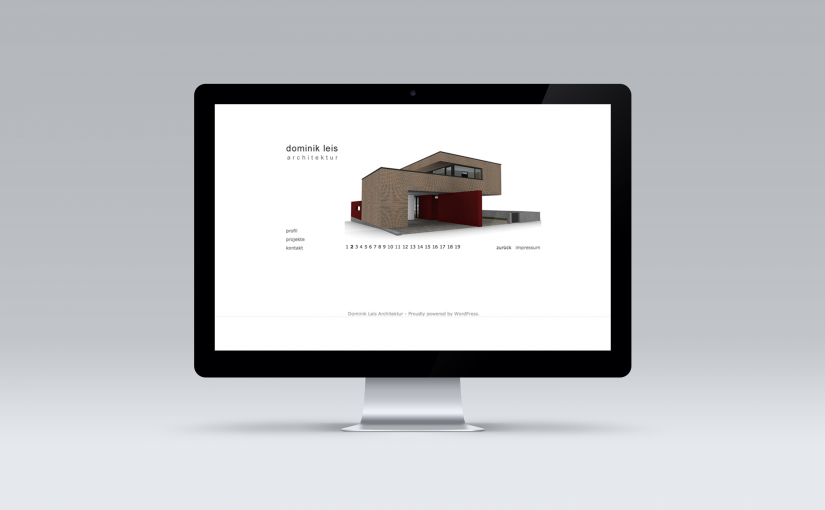 dominik leis
architektur
profil
projekte
kontakt
1 2 3 4 5 6 7 8 9 10 11 12 13 14 15 16 17 18 19
zurück impressum
Dominik Leis Architektur - Proudly powered by WordPress.